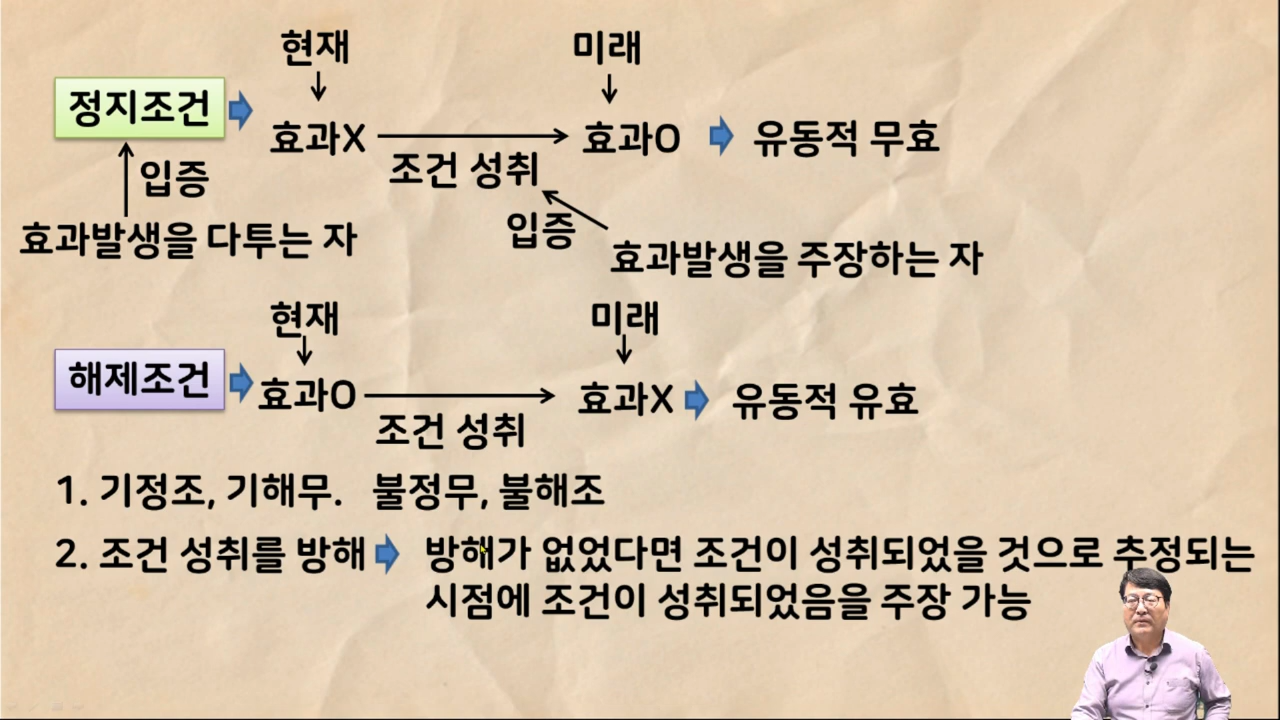 현재 미래
정지조건 효과X 효과O 유동적 무효
조건 성취
입증 입증
효과발생을 다투는 자 효과발생을 주장하는 자
현재 미래
해제조건 효과O 효과X 유동적 유효
조건 성취
1. 기정조, 기해무. 불정무, 불해조
2. 조건 성취를 방해 방해가 없었다면 조건이 성취되었을 것으로 추정되는
시점에 조건이 성취되었음을 주장 가능